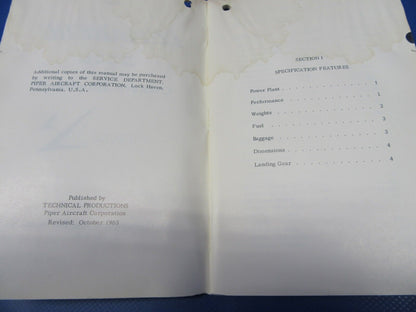 Additional copies of this manual may be purchased
by writing to the SERVICE DEPARTMENT,
PIPER AIRCRAFT CORPORATION, Lock Haven,
Pennsylvania, U.S.A.
Published by
TECHNICAL PRODUCTIONS
Piper Aircraft Corporation
Revised: October 1965
SECTION I
SPECIFICATION FEATURES
Power Plant . . . . . . . . . . . . 1
Performance . . . . . . . . . . . . 1
Weights . . . . . . . . . . . . 2
Fuel . . . . . . . . . . . . 3
Baggage . . . . . . . . . . . . 3
Dimensions . . . . . . . . . . . . 4
Landing Gear . . . . . . . . . . . . 4